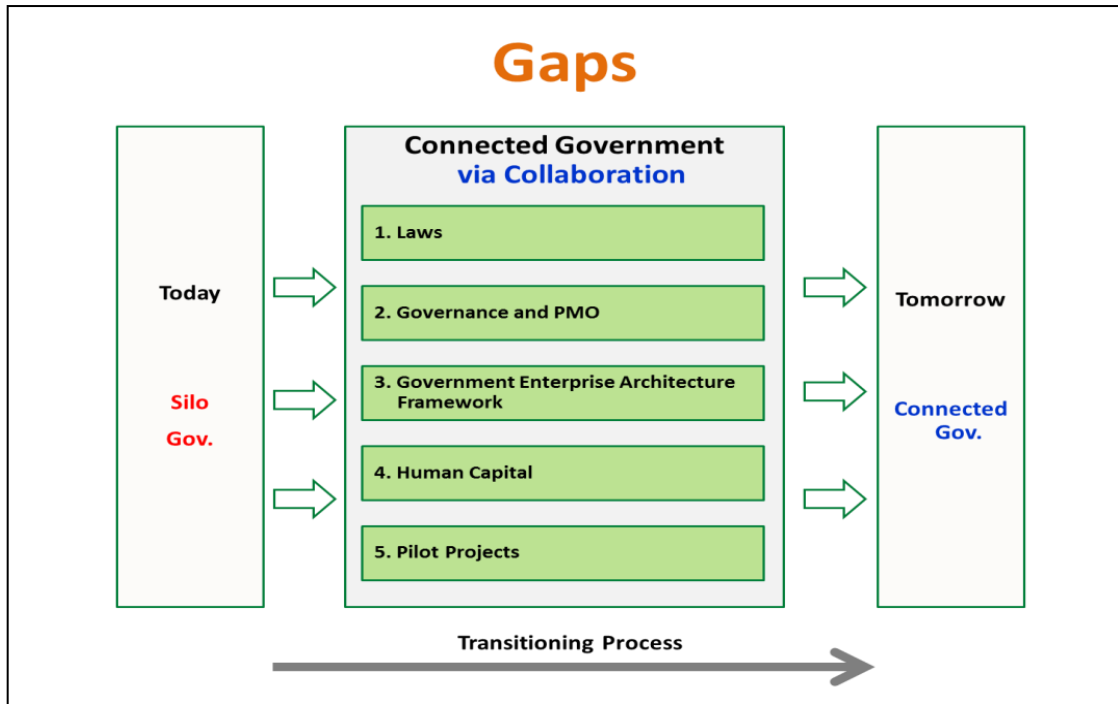 Gaps
Today
Silo
Gov.
Connected Government
via Collaboration
1. Laws
2. Governance and PMO
3. Government Enterprise Architecture
Framework
4. Human Capital
5. Pilot Projects
Tomorrow
Connected
Gov.
Transitioning Process